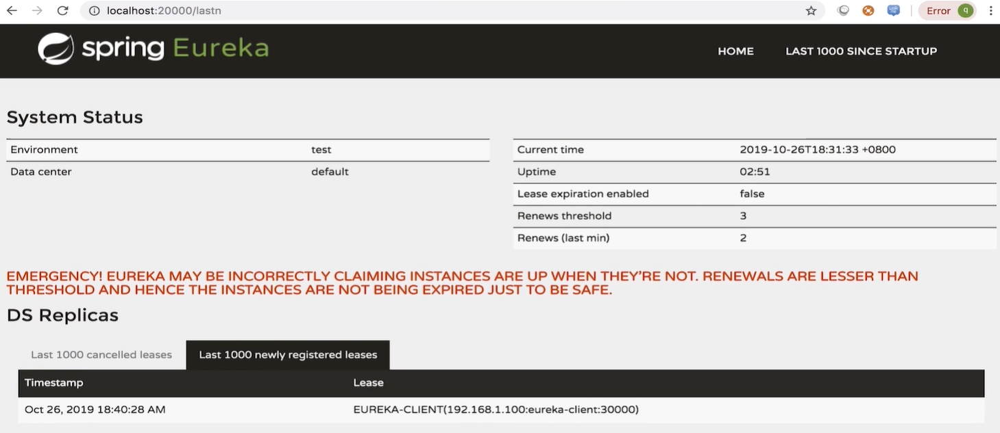 localhost:20000/lastn
Error q
spring Eureka
HOME LAST 1000 SINCE STARTUP
System Status
Environment test
Data center default
Current time 2019-10-26T18:31:33 +0800
Uptime 02:51
Lease expiration enabled false
Renews threshold 3
Renews (last min) 2
EMERGENCY! EUREKA MAY BE INCORRECTLY CLAIMING INSTANCES ARE UP WHEN THEY'RE NOT. RENEWALS ARE LESSER THAN
THRESHOLD AND HENCE THE INSTANCES ARE NOT BEING EXPIRED JUST TO BE SAFE.
DS Replicas
Last 1000 cancelled leases Last 1000 newly registered leases
Timestamp Lease
Oct 26, 2019 18:40:28 AM EUREKA-CLIENT(192.168.1.100:eureka-client:30000)